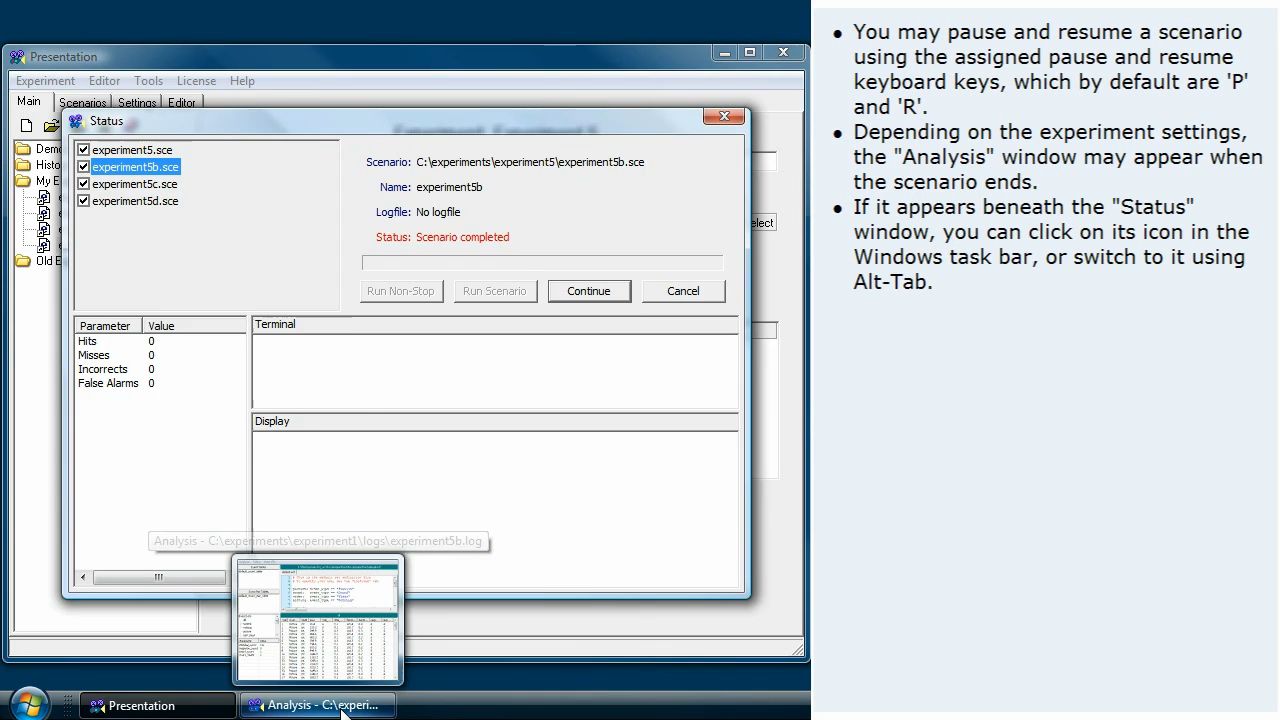 Presentation
Experiment Editor Tools License Help
Main Scenarios Settings Editor
Status
experiment5.sce
experiment5b.sce
experiment5c.sce
experiment5d.sce
Scenario: C:\experiments\experiment5\experiment5b.sce
Name: experiment5b
Logfile: No logfile
Status: Scenario completed
Run Non-Stop Run Scenario Continue Cancel
Parameter Value
Hits 0
Misses 0
Incorrects 0
False Alarms 0
Terminal
Display
Analysis - C:\experiments\experiment1\logs\experiment5b.log
Presentation
Analysis - C:\experi...
● You may pause and resume a scenario
using the assigned pause and resume
keyboard keys, which by default are 'P'
and 'R'.
● Depending on the experiment settings,
the "Analysis" window may appear when
the scenario ends.
● If it appears beneath the "Status"
window, you can click on its icon in the
Windows task bar, or switch to it using
Alt-Tab.